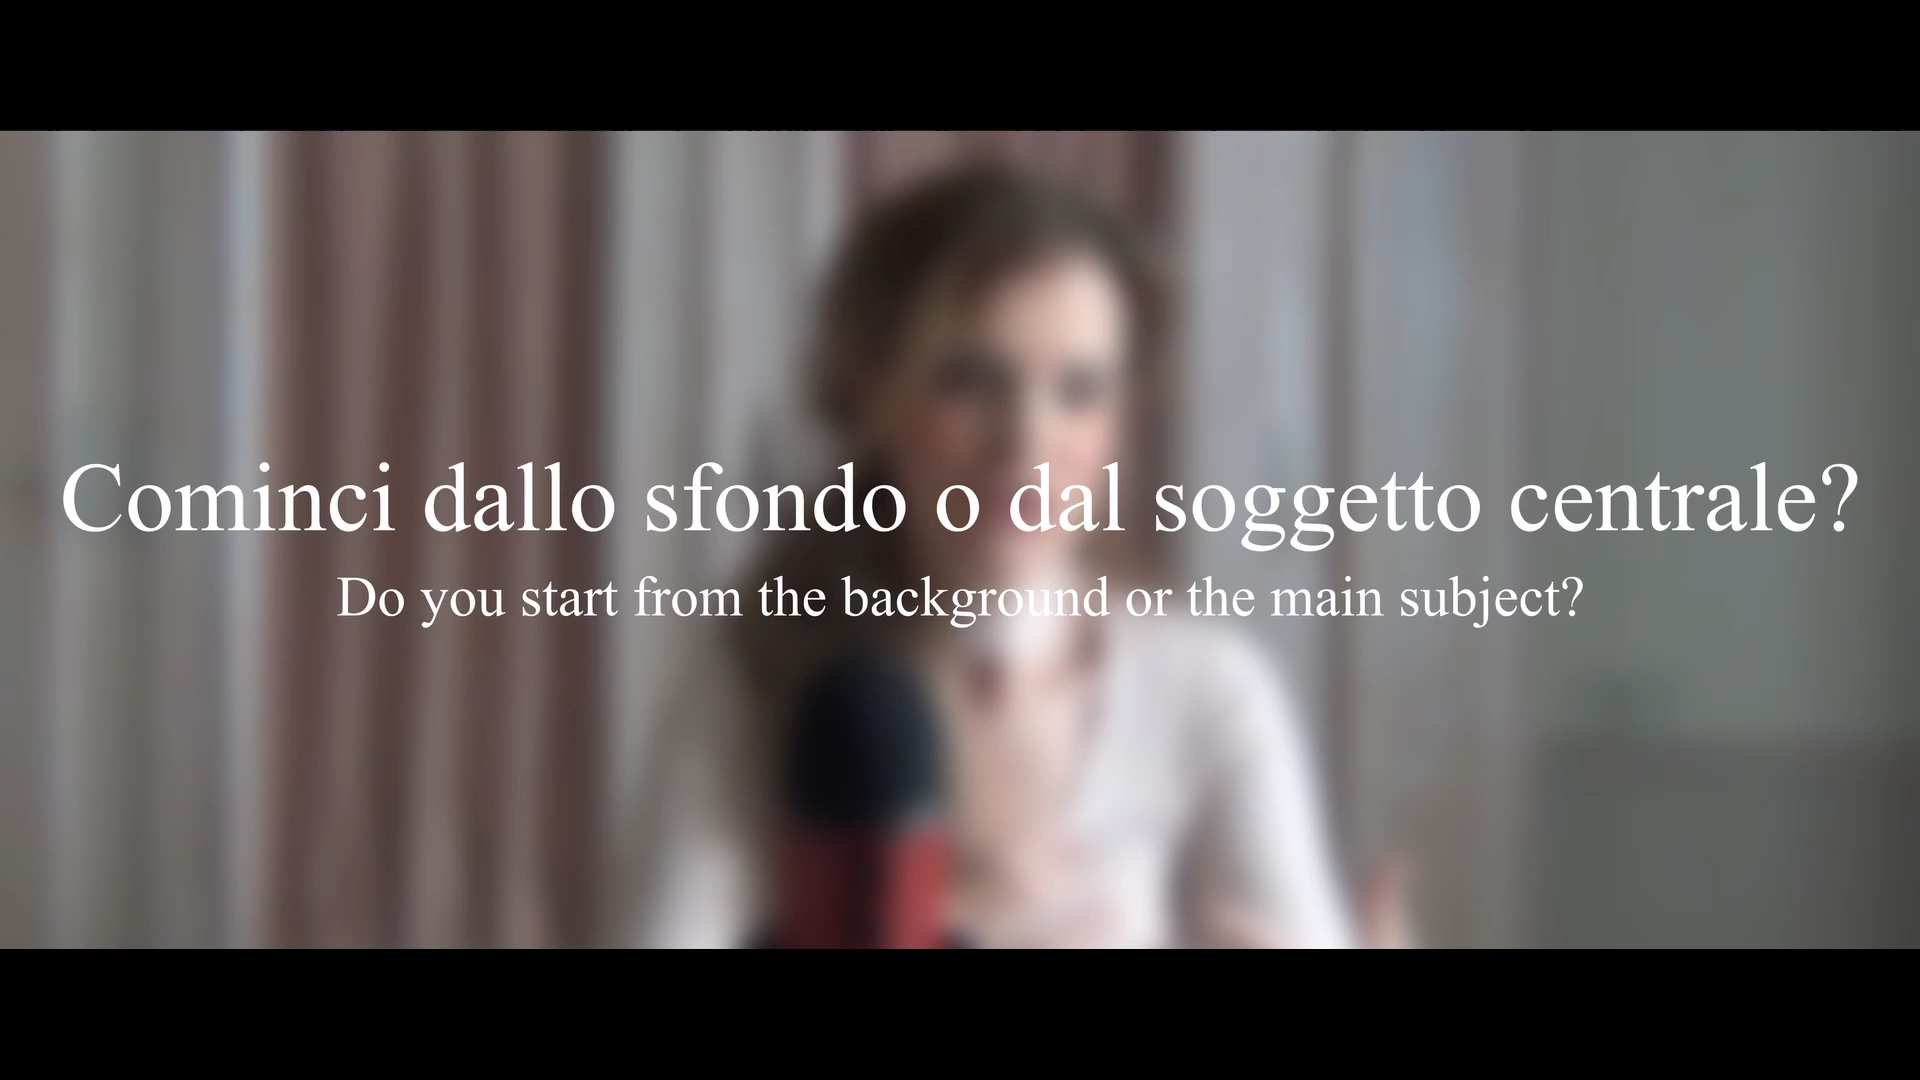 Cominci dallo sfondo o dal soggetto centrale?
Do you start from the background or the main subject?